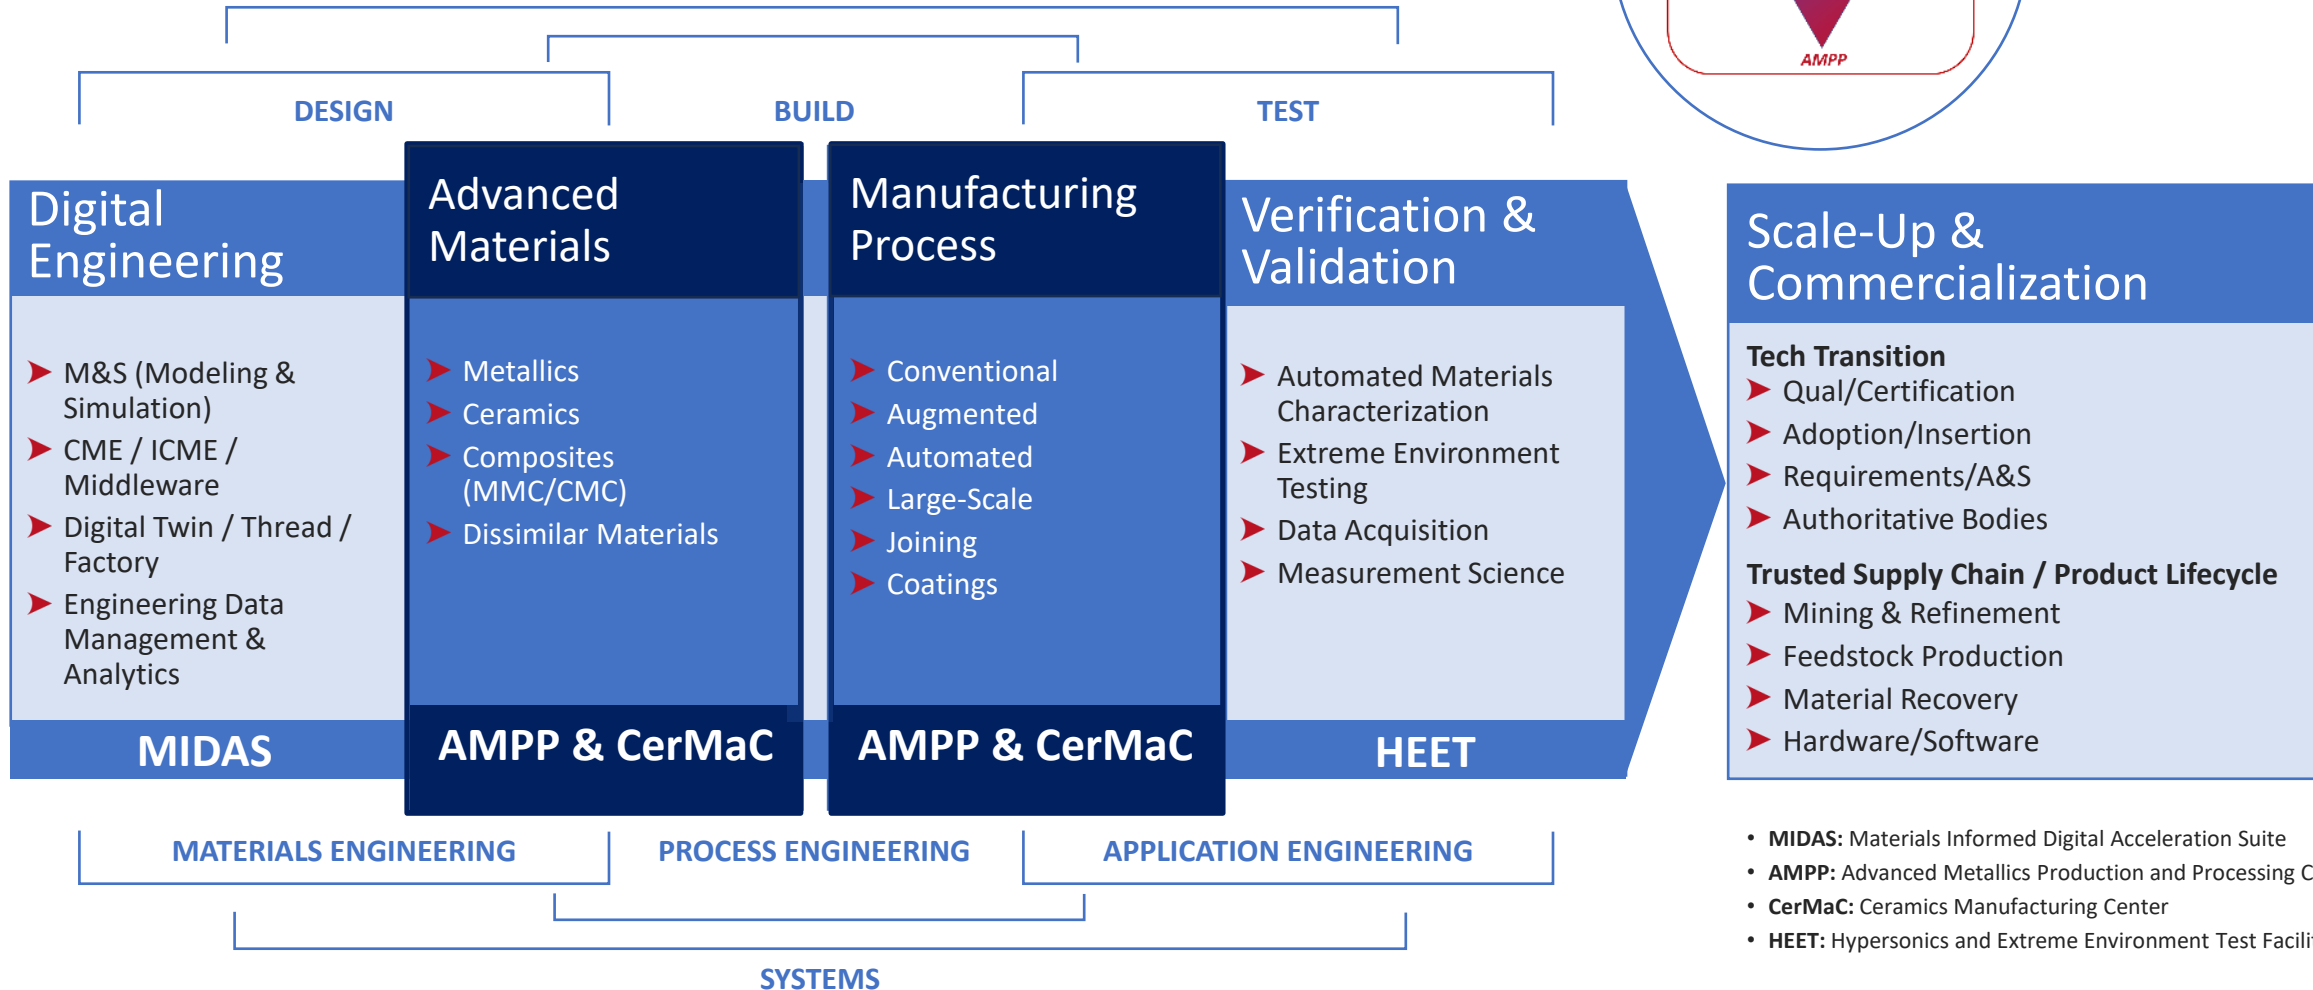 AMPP
DESIGN
BUILD
TEST
Digital
Engineering
M&S (Modeling &
Simulation)
CME / ICME /
Middleware
Digital Twin / Thread /
Factory
Engineering Data
Management &
Analytics
MIDAS
Advanced
Materials
Metallics
Ceramics
Composites
(MMC/CMC)
Dissimilar Materials
AMPP & CerMaC
Manufacturing
Process
Conventional
Augmented
Automated
Large-Scale
Joining
Coatings
AMPP & CerMaC
Verification &
Validation
Automated Materials
Characterization
Extreme Environment
Testing
Data Acquisition
Measurement Science
HEET
Scale-Up &
Commercialization
Tech Transition
Qual/Certification
Adoption/Insertion
Requirements/A&S
Authoritative Bodies
Trusted Supply Chain / Product Lifecycle
Mining & Refinement
Feedstock Production
Material Recovery
Hardware/Software
MATERIALS ENGINEERING
PROCESS ENGINEERING
APPLICATION ENGINEERING
SYSTEMS
• MIDAS: Materials Informed Digital Acceleration Suite
• AMPP: Advanced Metallics Production and Processing
• CerMaC: Ceramics Manufacturing Center
• HEET: Hypersonics and Extreme Environment Test